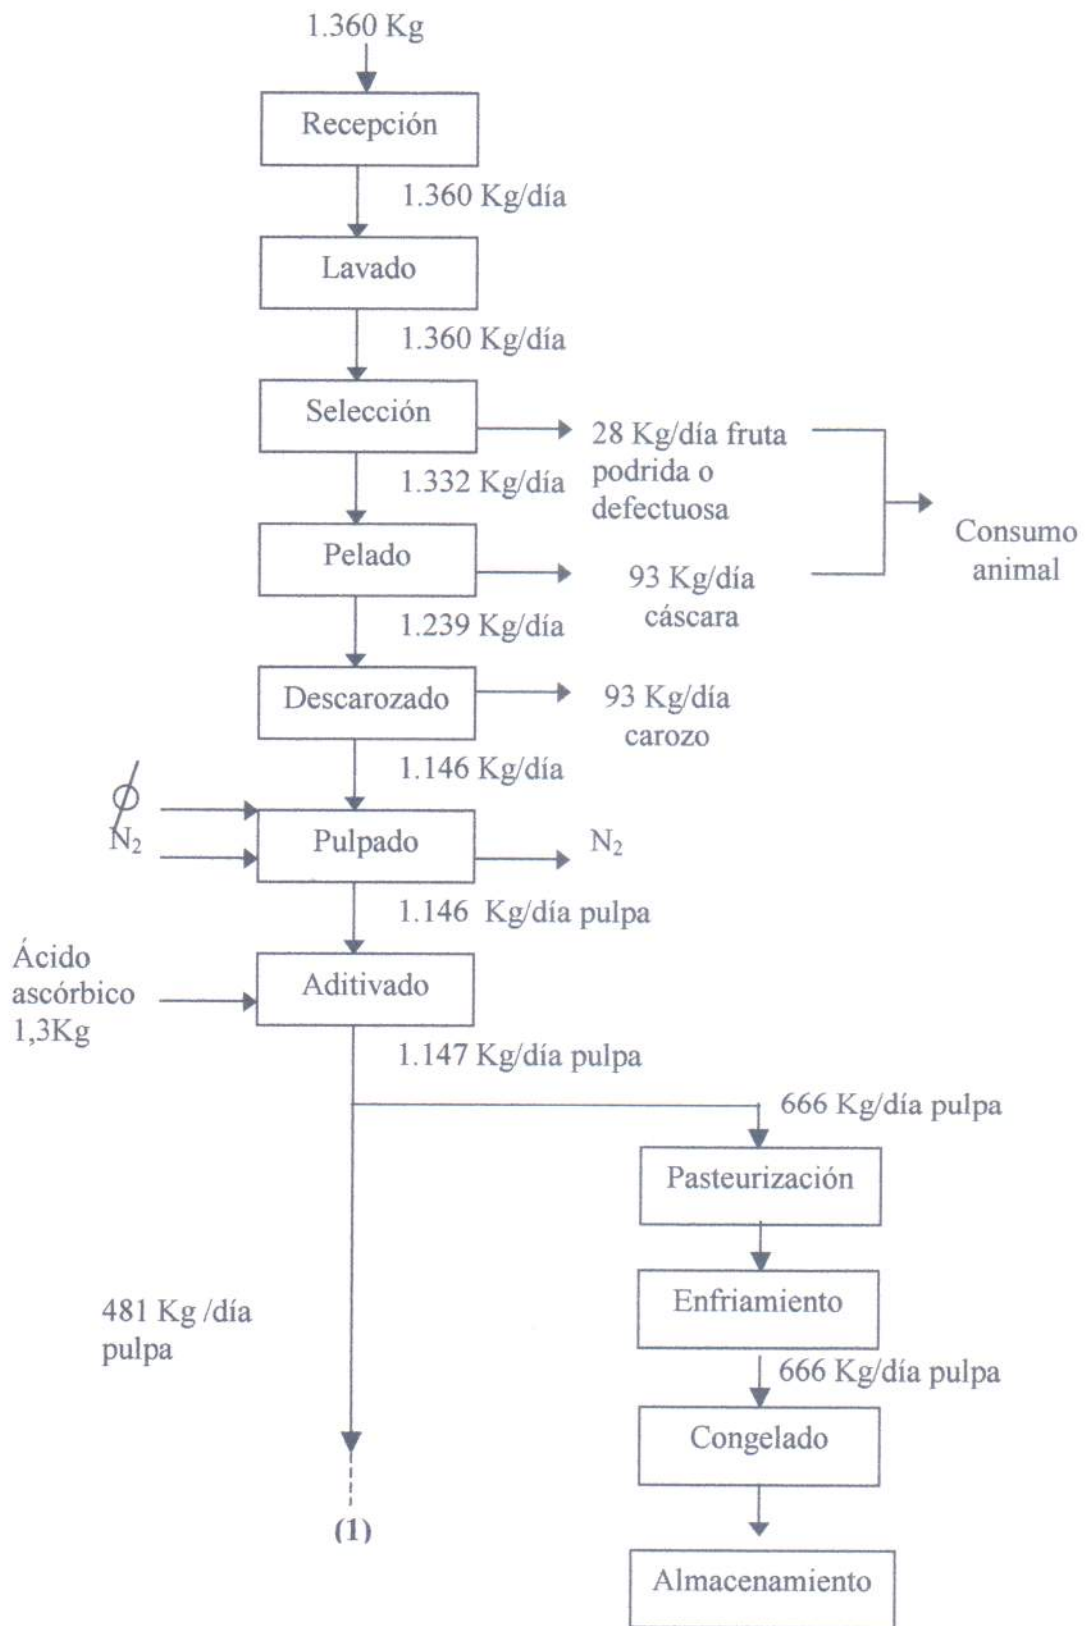 1.360 Kg
Recepción
1.360 Kg/día
Lavado
1.360 Kg/día
Selección
28 Kg/día fruta
podrida o
defectuosa
1.332 Kg/día
Consumo
animal
Pelado
93 Kg/día
cáscara
1.239 Kg/día
Descarozado
93 Kg/día
carozo
1.146 Kg/día
N₂
Pulpado
N₂
1.146 Kg/día pulpa
Ácido
ascórbico
1,3Kg
Aditivado
1.147 Kg/día pulpa
666 Kg/día pulpa
Pasteurización
Enfriamiento
481 Kg /día
pulpa
666 Kg/día pulpa
Congelado
(1)
Almacenamiento